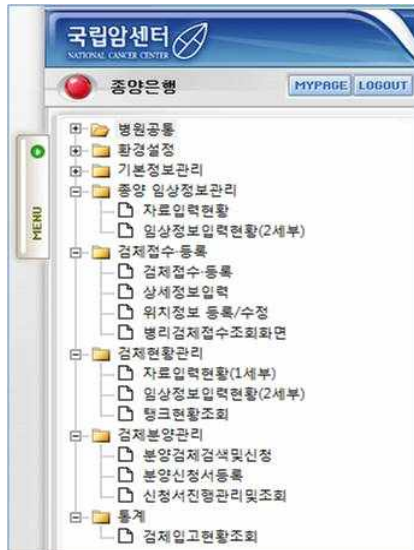 국립암센터
NATIONAL CANCER CENTER
종양은행
MYPAGE LOGOUT
MENU
병원공통
환경설정
기본정보관리
종양 임상정보관리
자료입력현황
임상정보입력현황(2세부)
검체접수·등록
검체접수·등록
상세정보입력
위치정보 등록/수정
병리검체접수조회화면
검체현황관리
자료입력현황(1세부)
임상정보입력현황(2세부)
탱크현황조회
검체분양관리
분양검체검색및신청
분양신청서등록
신청서진행관리및조회
통계
검체입고현황조회